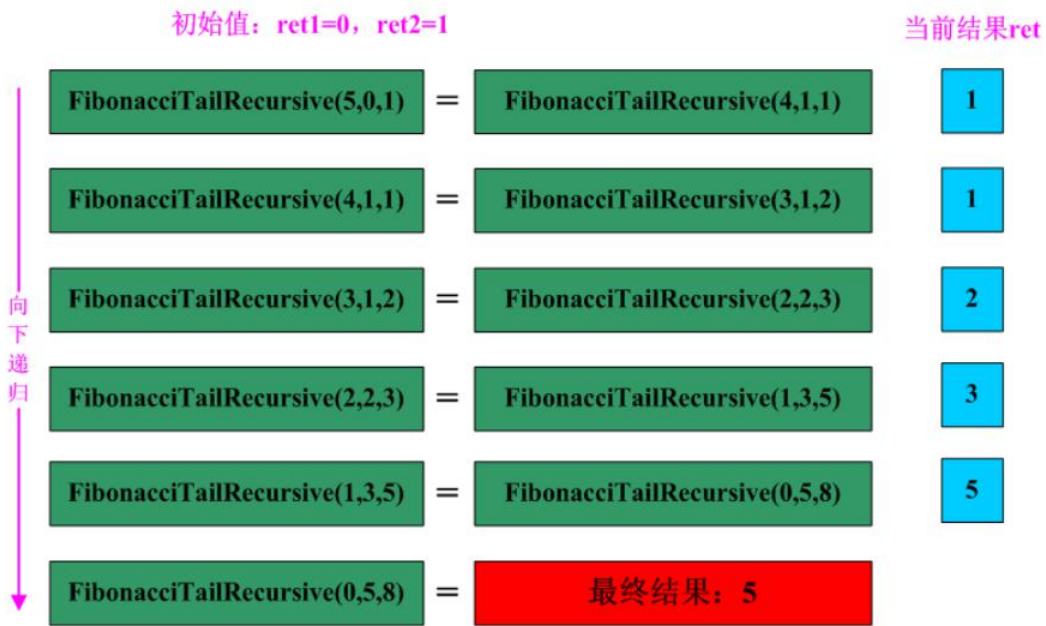 初始值：ret1=0，ret2=1
当前结果ret
FibonacciTailRecursive(5,0,1) = FibonacciTailRecursive(4,1,1) 1
FibonacciTailRecursive(4,1,1) = FibonacciTailRecursive(3,1,2) 1
FibonacciTailRecursive(3,1,2) = FibonacciTailRecursive(2,2,3) 2
FibonacciTailRecursive(2,2,3) = FibonacciTailRecursive(1,3,5) 3
FibonacciTailRecursive(1,3,5) = FibonacciTailRecursive(0,5,8) 5
FibonacciTailRecursive(0,5,8) = 最终结果：5
向下递归